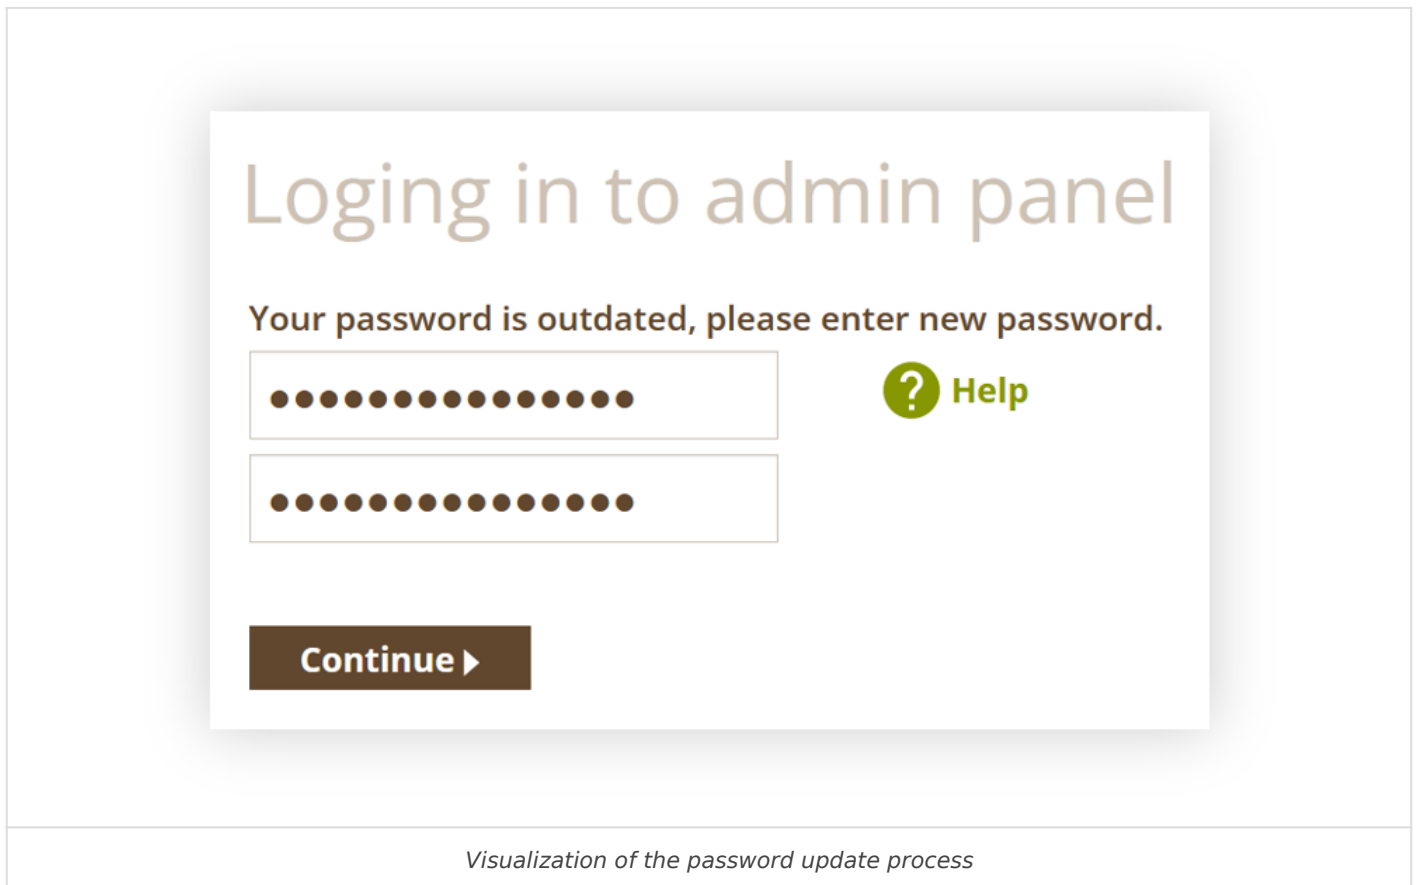 Loging in to admin panel
Your password is outdated, please enter new password.
●●●●●●●●●●●●●●●
? Help
●●●●●●●●●●●●●●●
Continue
Visualization of the password update process